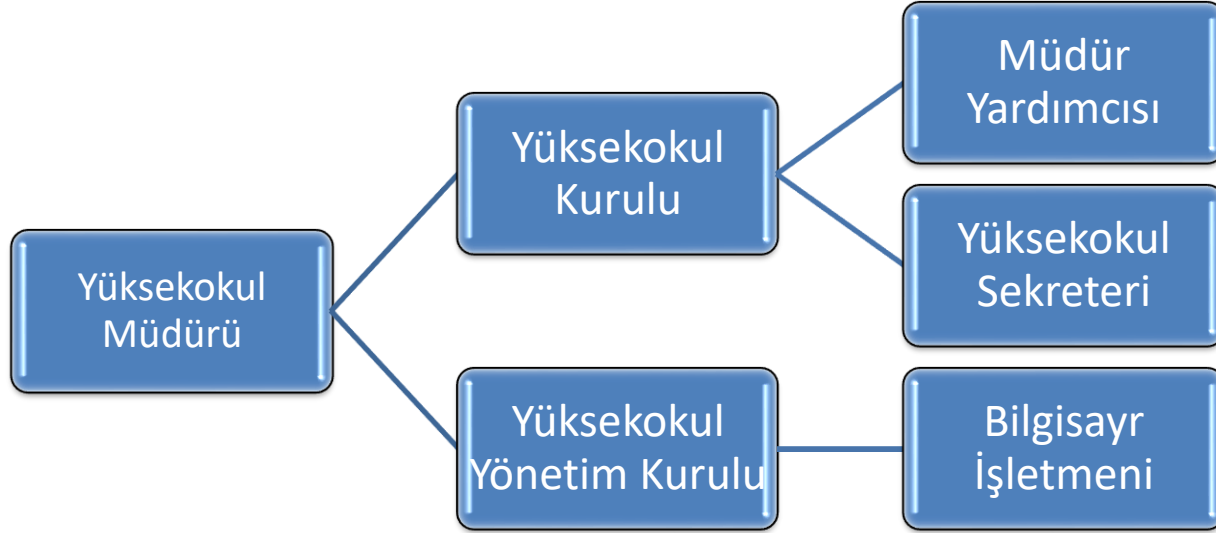 Yüksekokul
Müdürü
Yüksekokul
Kurulu
Müdür
Yardımcısı
Yüksekokul
Sekreteri
Yüksekokul
Yönetim Kurulu
Bilgisayr
İşletmeni